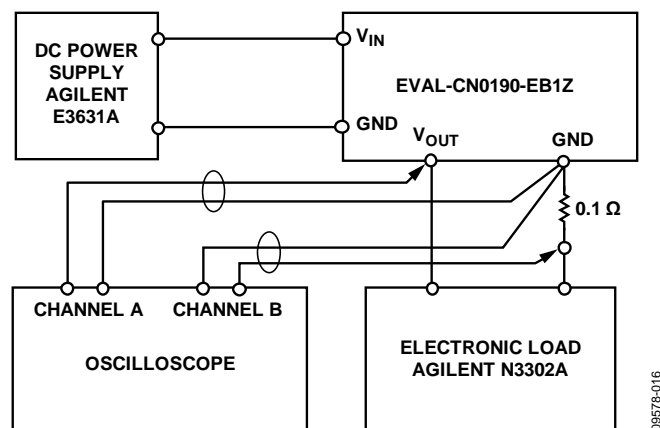 DC POWER
SUPPLY
AGILENT
E3631A
VIN
GND
EVAL-CN0190-EB1Z
VOUT
GND
0.1 Ω
CHANNEL A
CHANNEL B
OSCILLOSCOPE
ELECTRONIC LOAD
AGILENT N3302A
09578-016